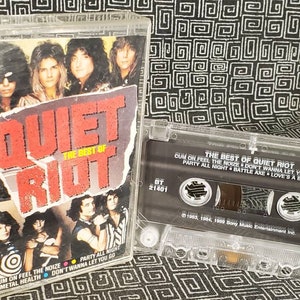 QUIET
THE BEST OF
RIOT
CUM ON FEEL THE NOIZE • PARTY ALL
METAL HEALTH • DON'T WANNA LET YOU GO
THE BEST OF QUIET RIOT
CUM ON FEEL THE NOIZE • DON'T WANNA LET YOU GO
PARTY ALL NIGHT • BATTLE AXE • LOVE'S A
BT
21401
1983, 1984, 1988 Sony Music Entertainment Inc